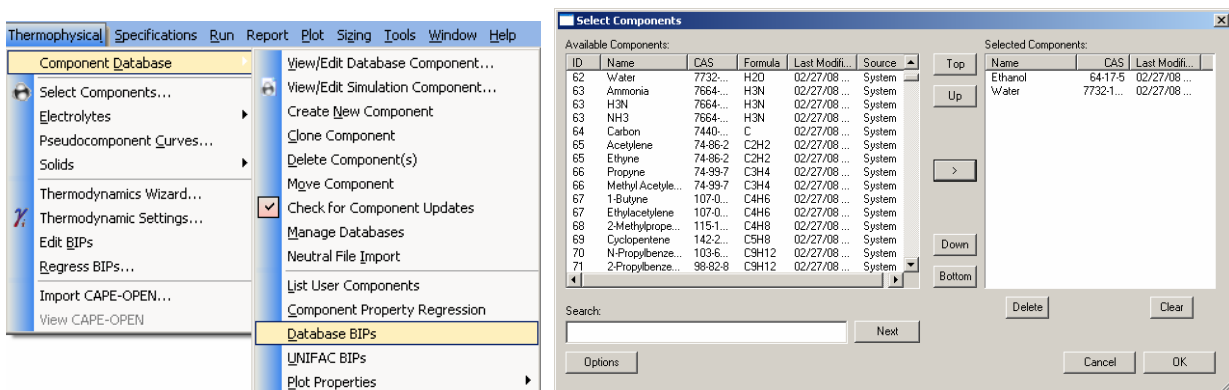 Thermophysical Specifications Run Report Plot Sizing Tools Window Help
Component Database
Select Components...
Electrolytes
Pseudocomponent Curves...
Solids
Thermodynamics Wizard...
Thermodynamic Settings...
Edit BIPs
Regress BIPs...
Import CAPE-OPEN...
View CAPE-OPEN
View/Edit Database Component...
View/Edit Simulation Component...
Create New Component
Clone Component
Delete Component(s)
Move Component
Check for Component Updates
Manage Databases
Neutral File Import
List User Components
Component Property Regression
Database BIPs
UNIFAC BIPs
Plot Properties
Select Components
Available Components:
ID Name CAS Formula Last Modifi... Source
62 Water 7732-... H2O 02/27/08 ... System
63 Ammonia 7664-... H3N 02/27/08 ... System
63 H3N 7664-... H3N 02/27/08 ... System
63 NH3 7664-... H3N 02/27/08 ... System
64 Carbon 7440-... C 02/27/08 ... System
65 Acetylene 74-86-2 C2H2 02/27/08 ... System
65 Ethyne 74-86-2 C2H2 02/27/08 ... System
66 Propyne 74-99-7 C3H4 02/27/08 ... System
66 Methyl Acetyle... 74-99-7 C3H4 02/27/08 ... System
67 1-Butyne 107-0... C4H6 02/27/08 ... System
67 Ethylacetylene 107-0... C4H6 02/27/08 ... System
68 2-Methylprope... 115-1... C4H8 02/27/08 ... System
69 Cyclopentene 142-2... C5H8 02/27/08 ... System
70 N-Propylbenze... 103-6... C9H12 02/27/08 ... System
71 2-Propylbenze... 98-82-8 C9H12 02/27/08 ... System
Search:
Next
Options
Top
Up
>
Down
Bottom
Selected Components:
Name CAS Last Modifi...
Ethanol 64-17-5 02/27/08 ...
Water 7732-1... 02/27/08 ...
Delete Clear
Cancel OK